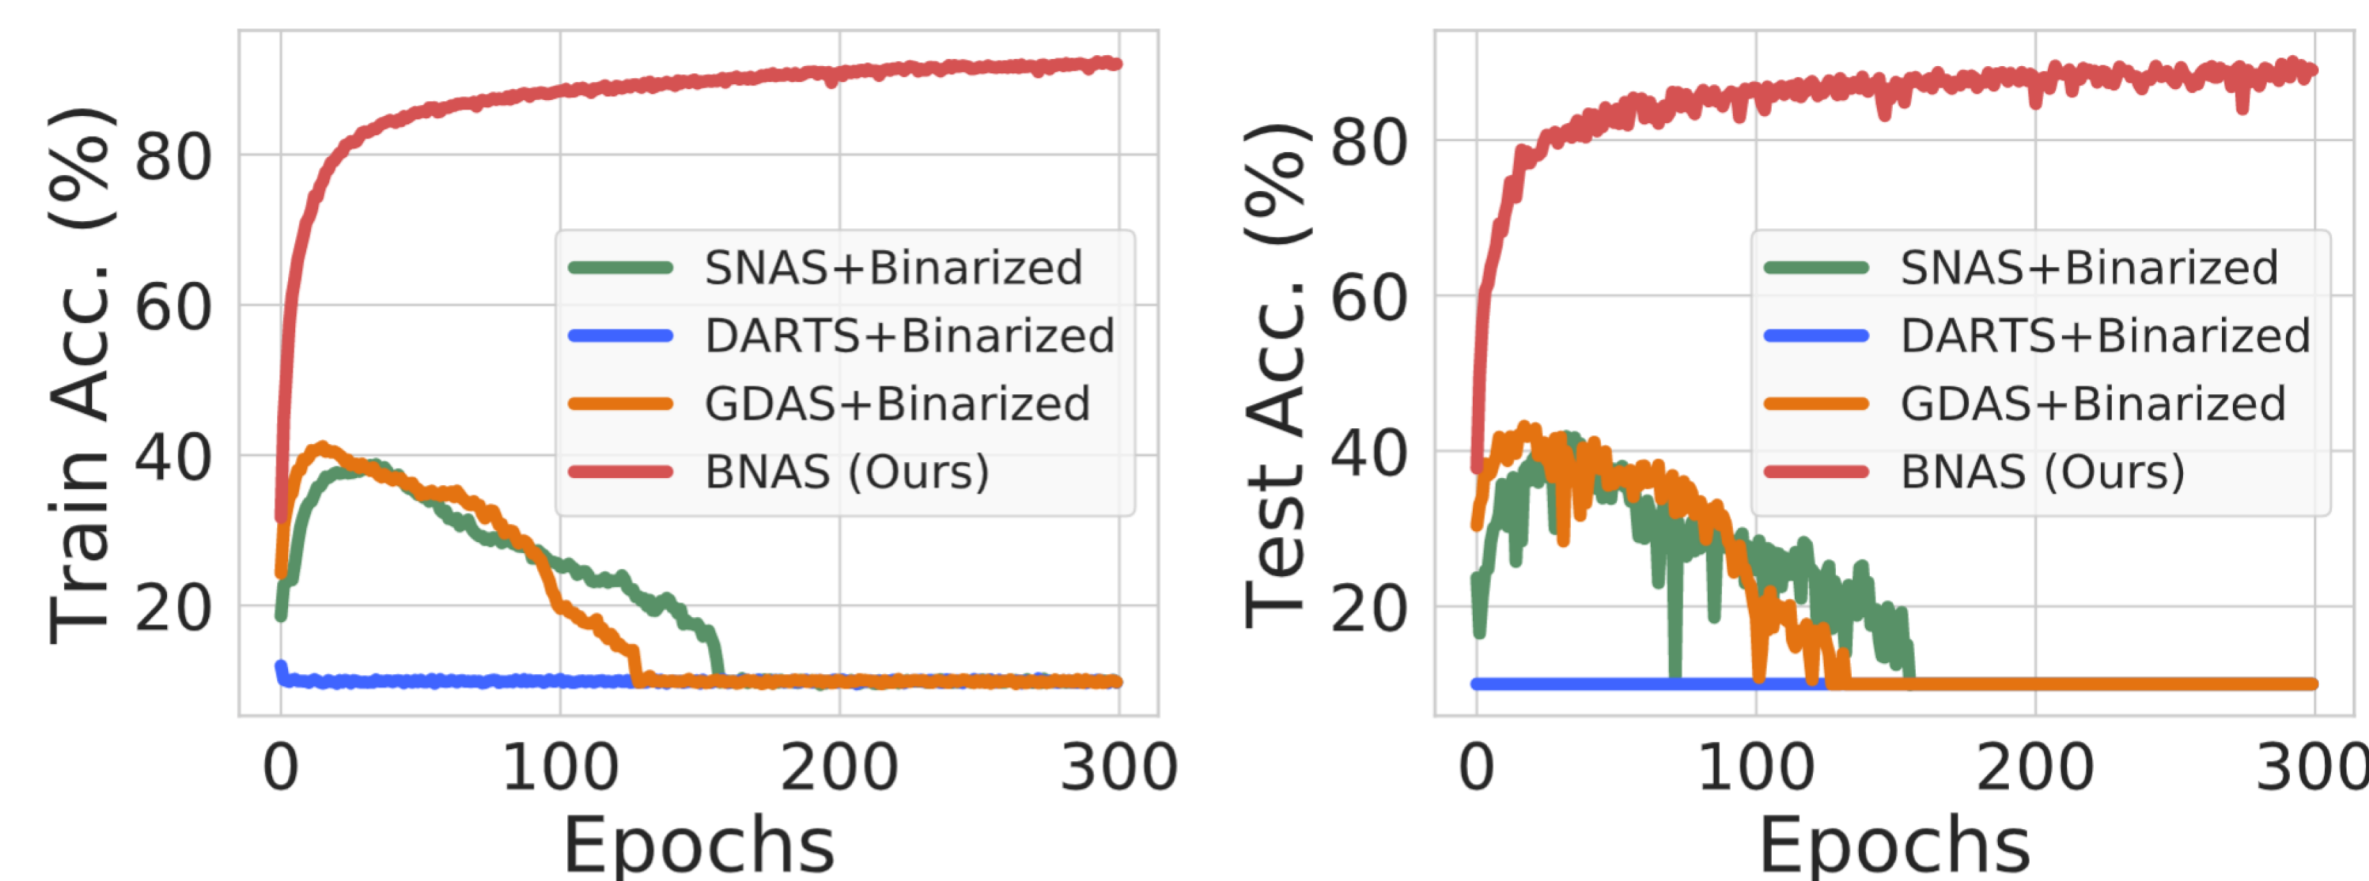 Train Acc. (%)
80
60
40
20
SNAS+Binarized
DARTS+Binarized
GDAS+Binarized
BNAS (Ours)
0 100 200 300
Epochs
Test Acc. (%)
80
60
40
20
SNAS+Binarized
DARTS+Binarized
GDAS+Binarized
BNAS (Ours)
0 100 200 300
Epochs